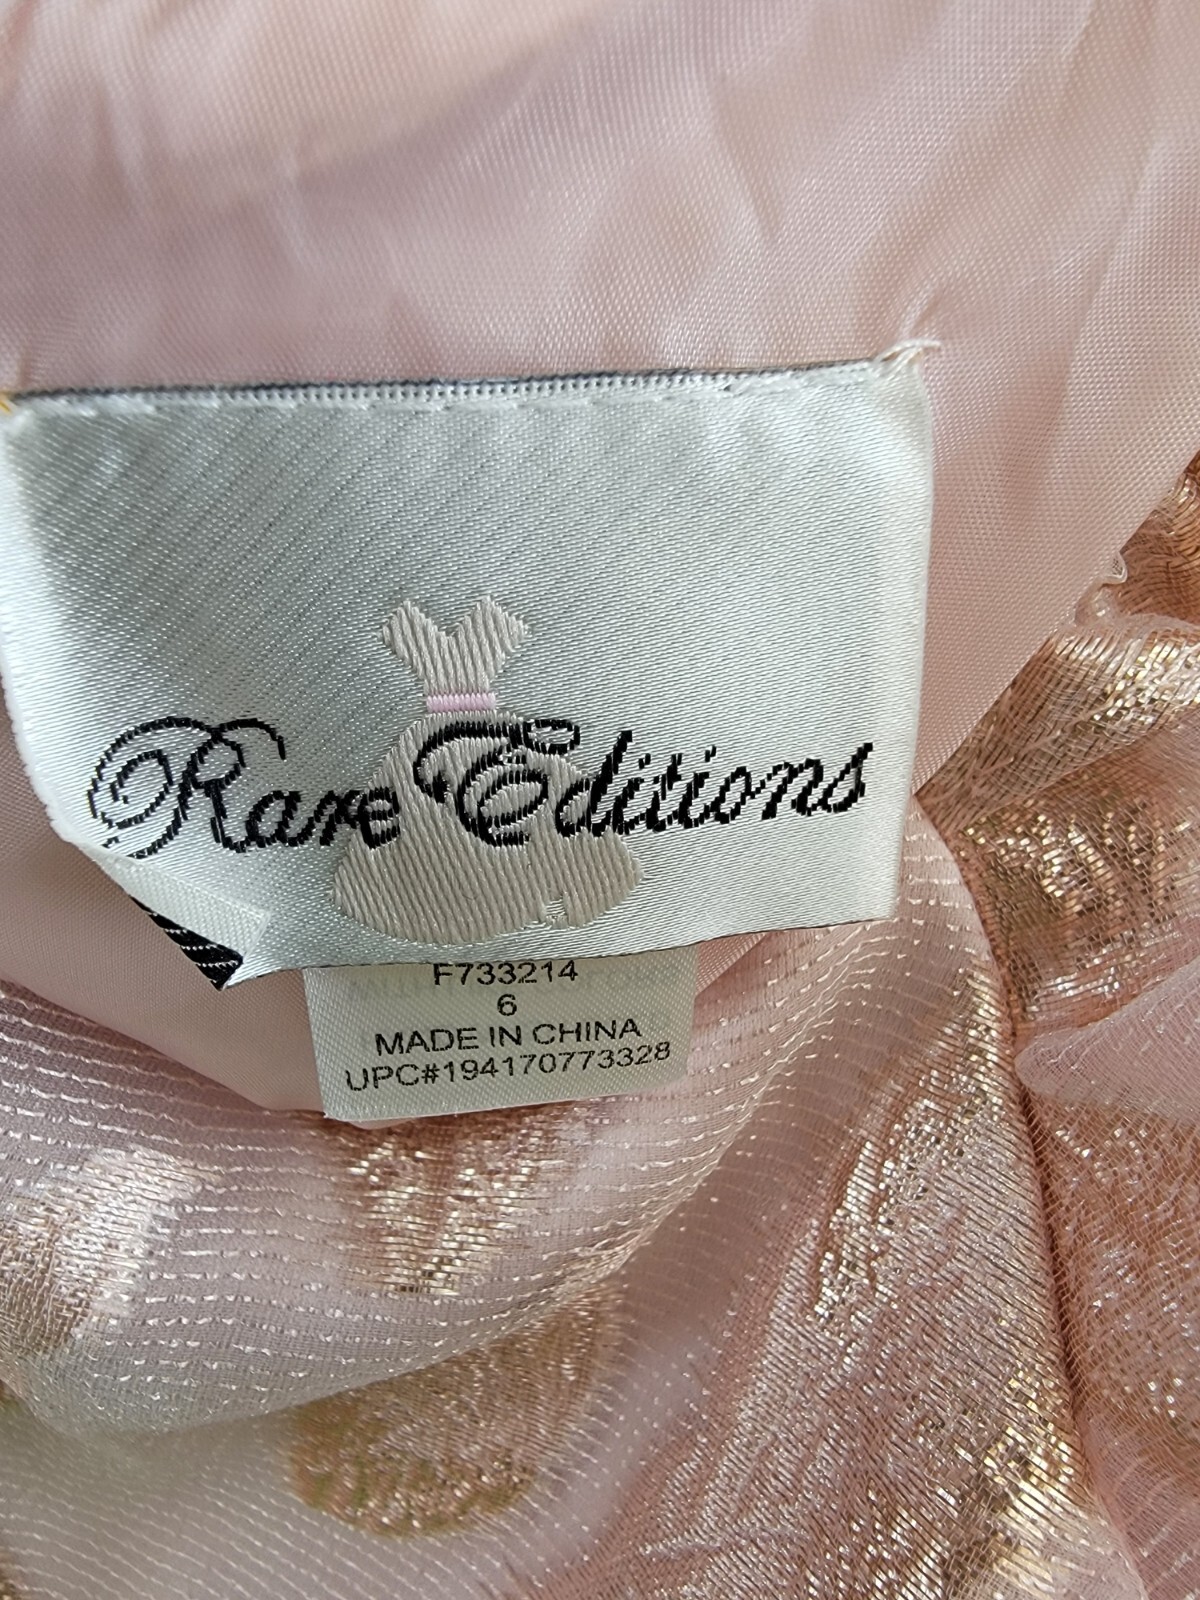 Rare Editions
F733214
6
MADE IN CHINA
UPC#194170773328